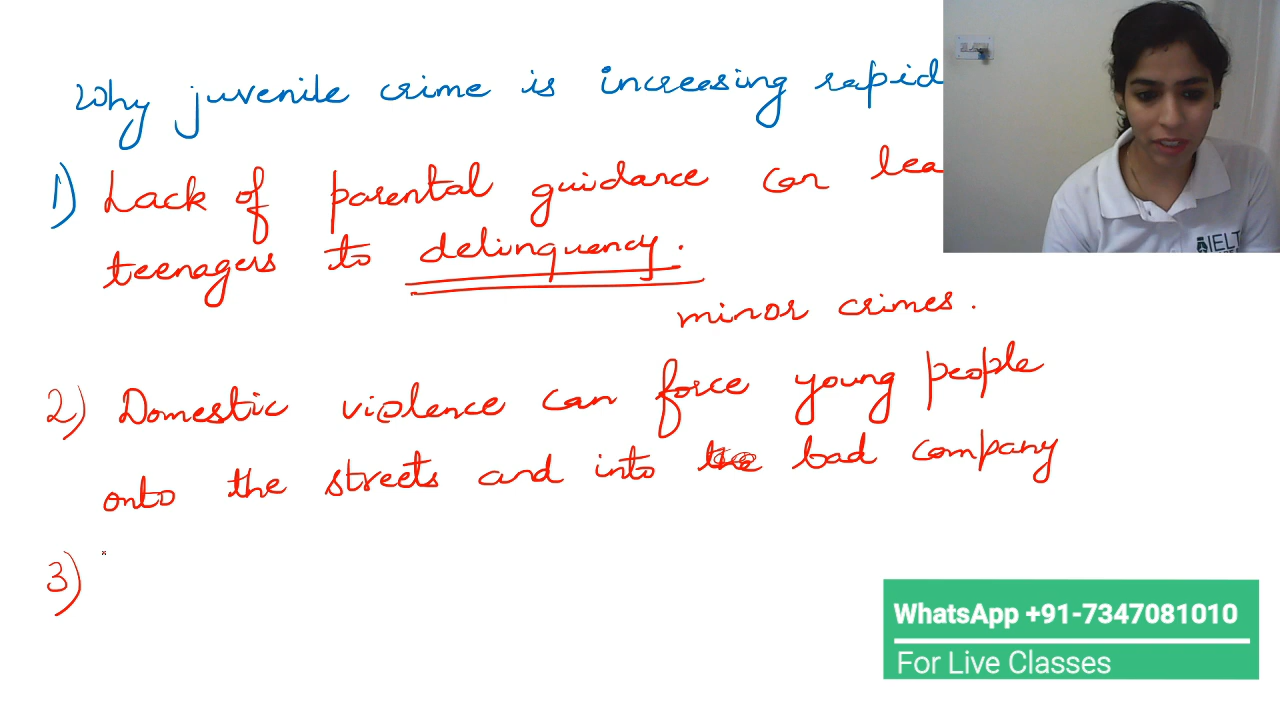 Why juvenile crime is increasing rapid
1) Lack of parental guidance can lea
teenagers to delinquency.
minor crimes.
2) Domestic violence can force young people
onto the streets and into bad company
3)
IELT
WhatsApp +91-7347081010
For Live Classes